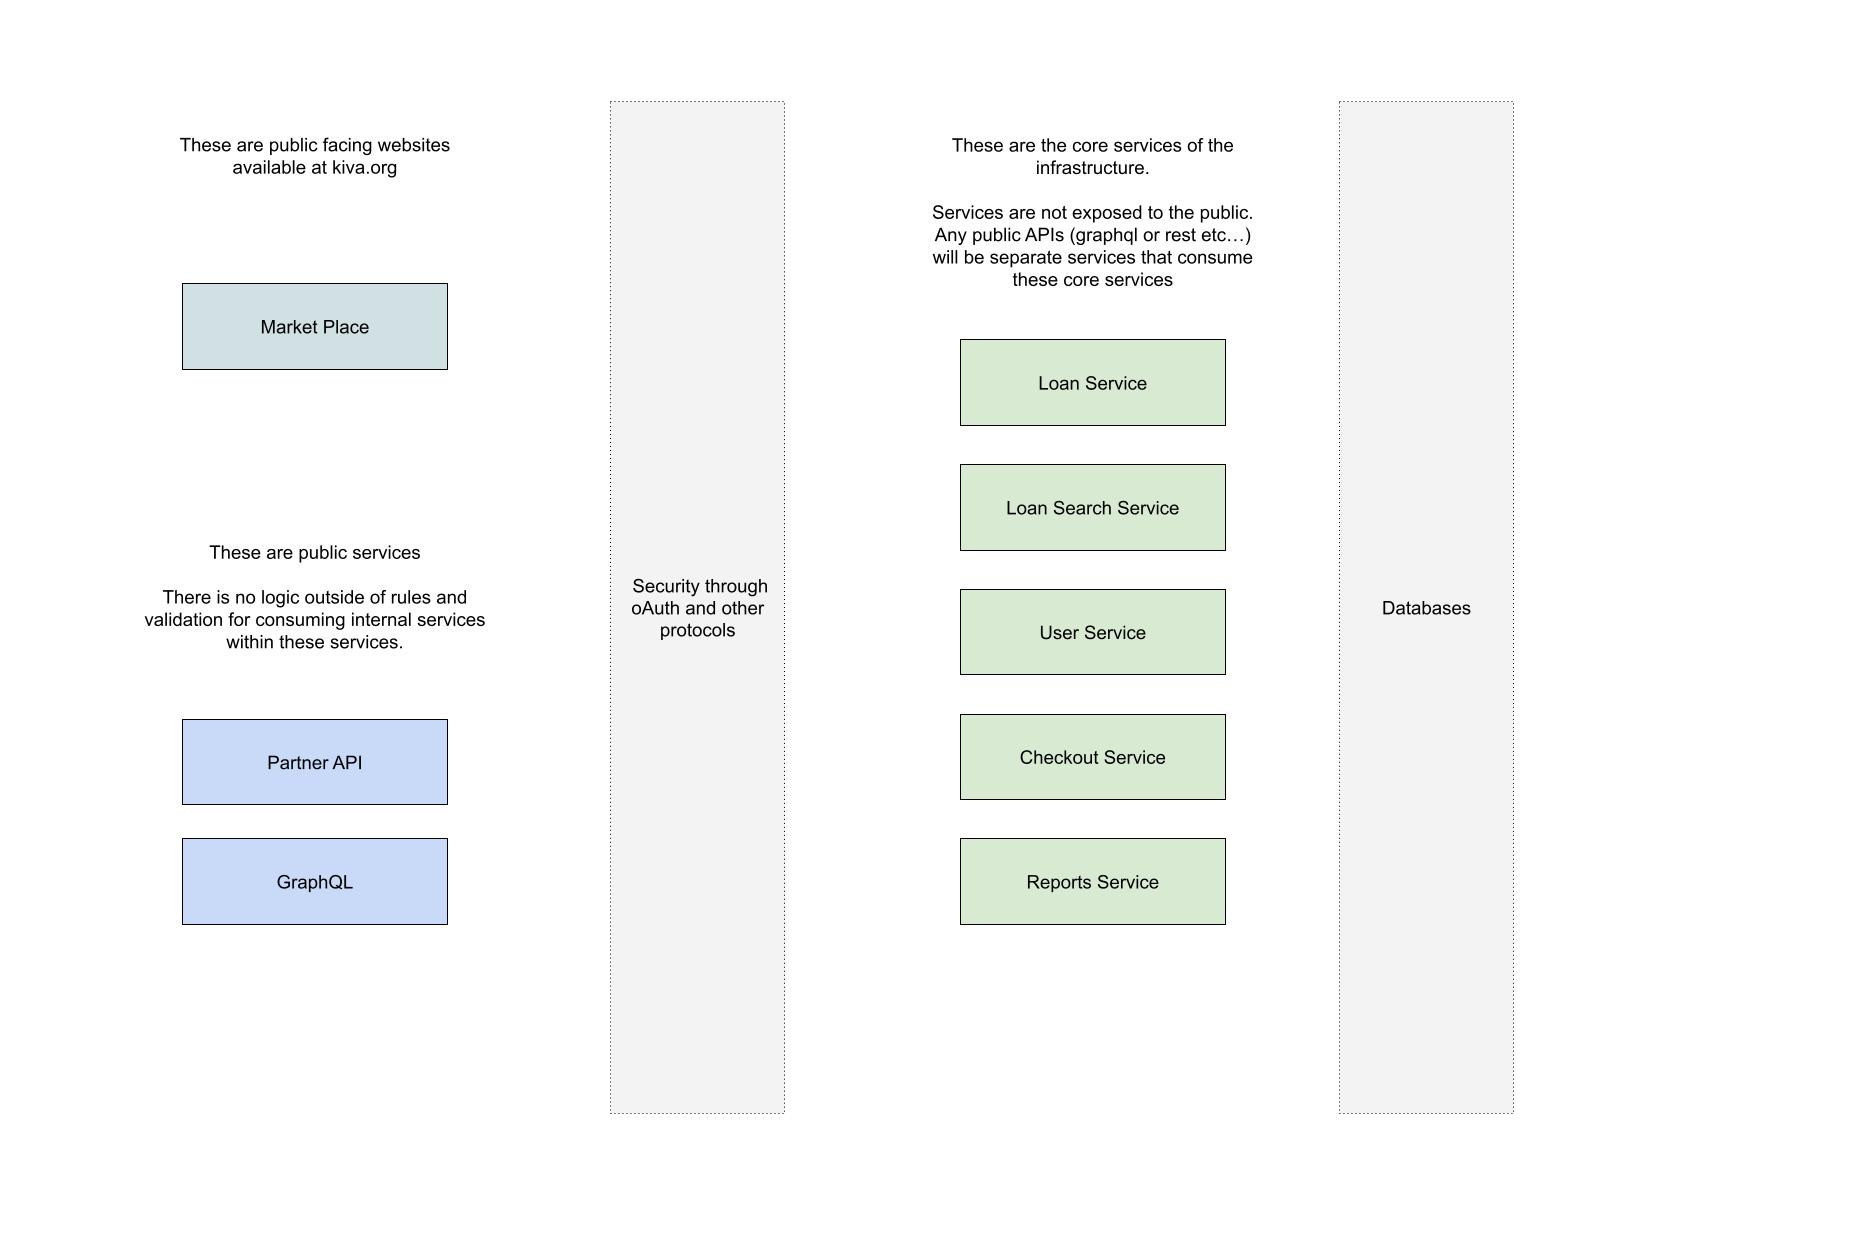 These are public facing websites
available at kiva.org
Market Place
These are public services
There is no logic outside of rules and
validation for consuming internal services
within these services.
Partner API
GraphQL
Security through
oAuth and other
protocols
These are the core services of the
infrastructure.
Services are not exposed to the public.
Any public APIs (graphql or rest etc…)
will be separate services that consume
these core services
Loan Service
Loan Search Service
User Service
Checkout Service
Reports Service
Databases